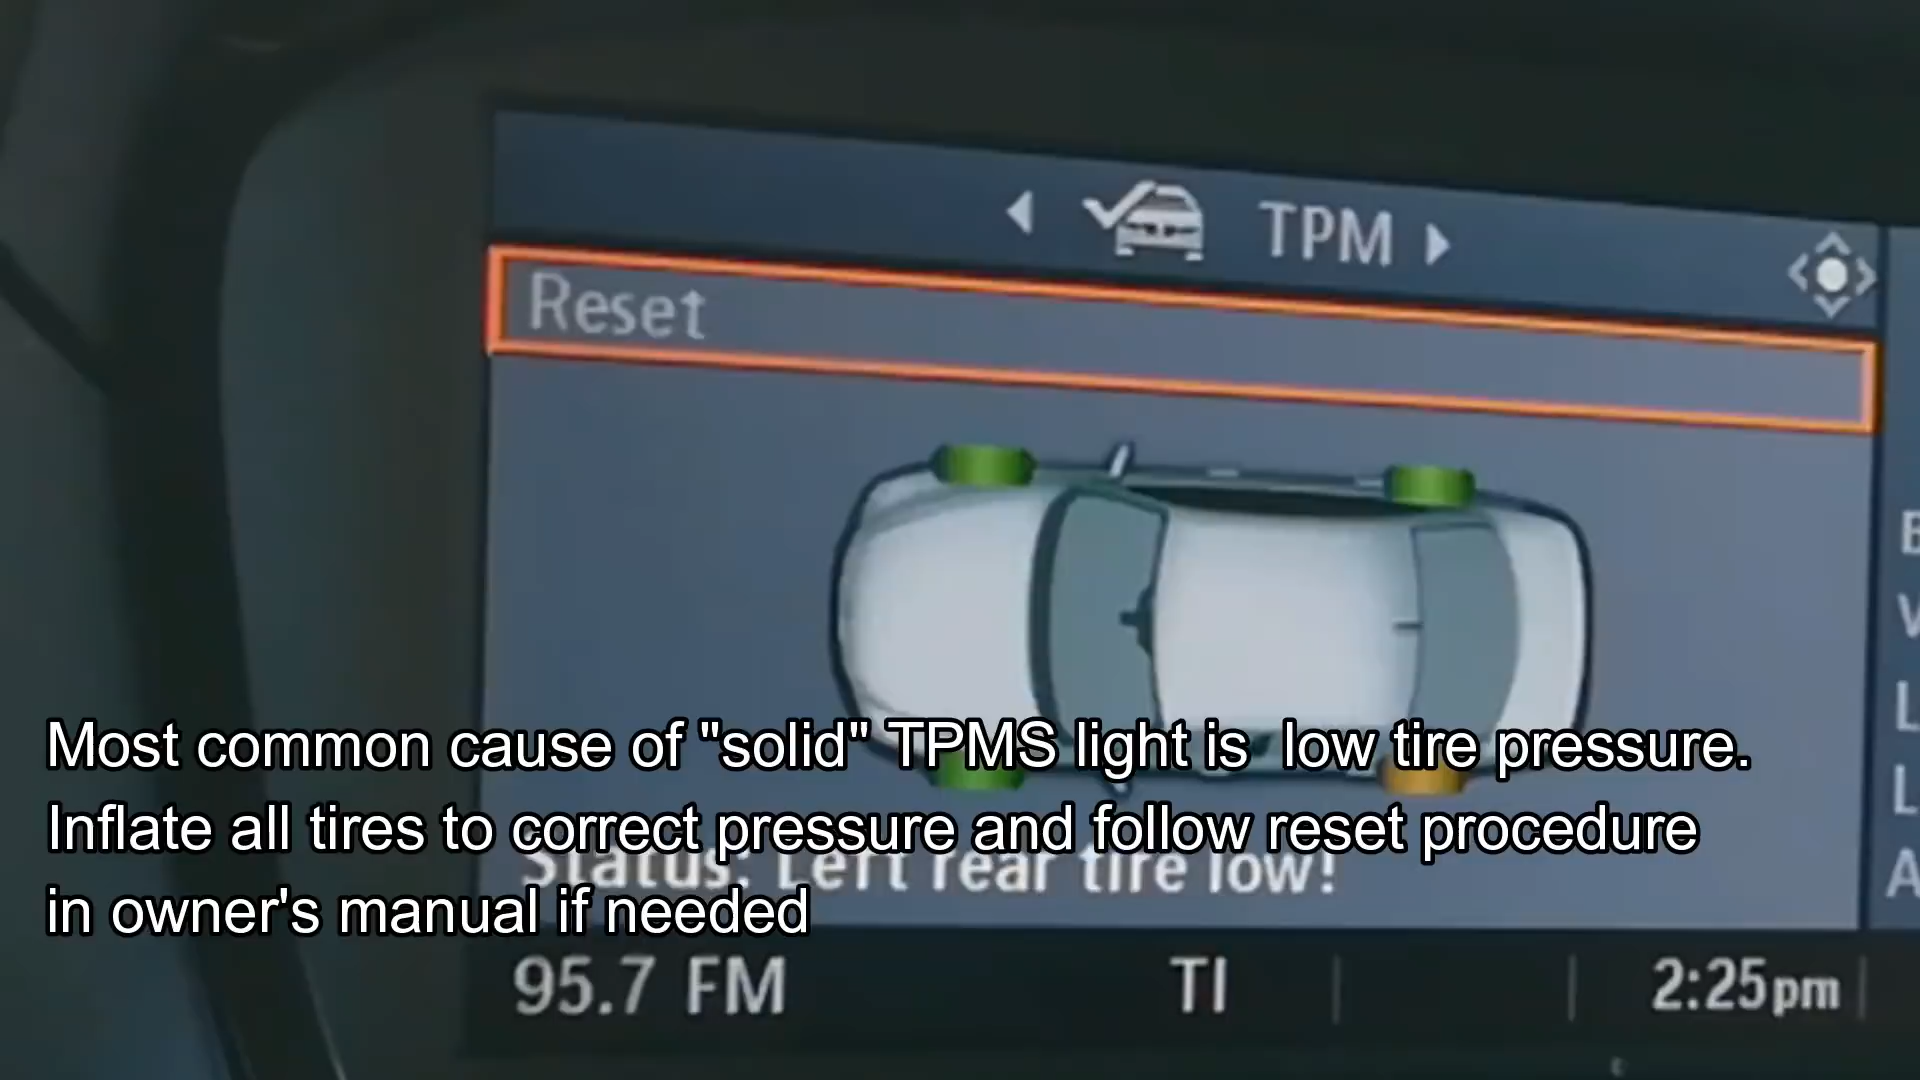 TPM
Reset
Most common cause of "solid" TPMS light is  low tire pressure.
Inflate all tires to correct pressure and follow reset procedure
Status: Left rear tire low!
in owner's manual if needed
95.7 FM
TI
2:25pm